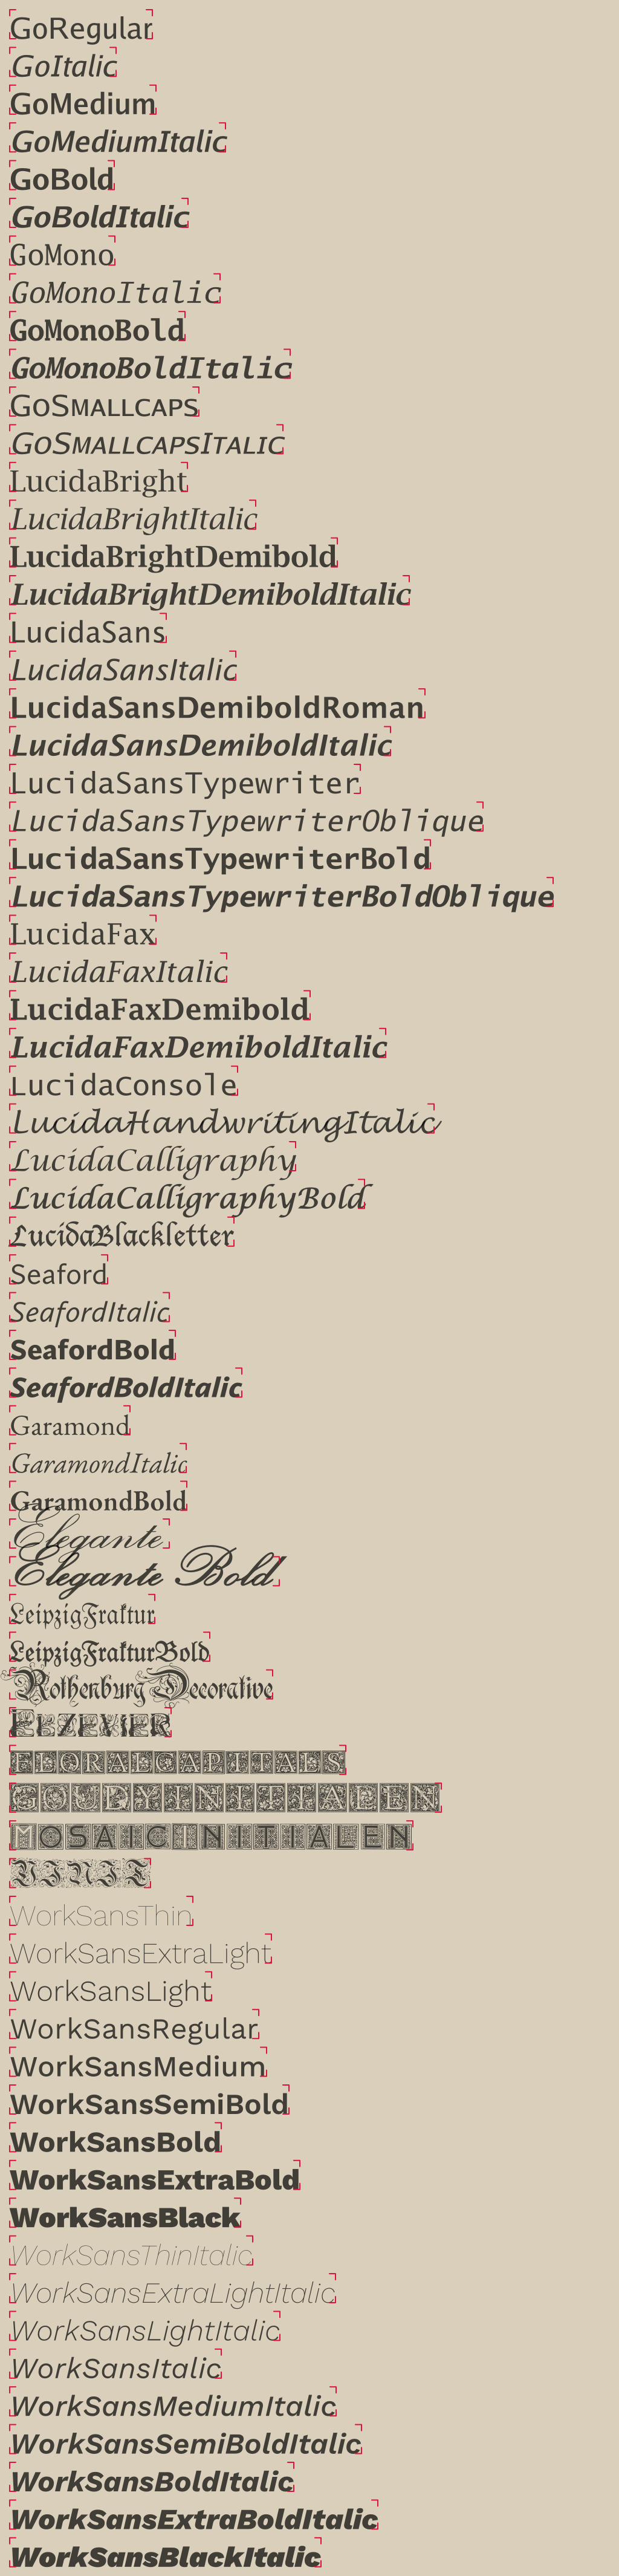 GoRegular
GoItalic
GoMedium
GoMediumItalic
GoBold
GoBoldItalic
GoMono
GoMonoItalic
GoMonoBold
GoMonoBoldItalic
GoSmallcaps
GoSmallcapsItalic
LucidaBright
LucidaBrightItalic
LucidaBrightDemibold
LucidaBrightDemiboldItalic
LucidaSans
LucidaSansItalic
LucidaSansDemiboldRoman
LucidaSansDemiboldItalic
LucidaSansTypewriter
LucidaSansTypewriterOblique
LucidaSansTypewriterBold
LucidaSansTypewriterBoldOblique
LucidaFax
LucidaFaxItalic
LucidaFaxDemibold
LucidaFaxDemiboldItalic
LucidaConsole
LucidaHandwritingItalic
LucidaCalligraphy
LucidaCalligraphyBold
LucidaBlackletter
Seaford
SeafordItalic
SeafordBold
SeafordBoldItalic
Garamond
GaramondItalic
GaramondBold
Elegante
Elegante Bold
LeipzigFraktur
LeipzigFrakturBold
RothenburgDecorative
ELZEVIER
FLORALCAPITALS
GOUDYINITIALEN
MOSAICINITIALEN
WorkSansThin
WorkSansExtraLight
WorkSansLight
WorkSansRegular
WorkSansMedium
WorkSansSemiBold
WorkSansBold
WorkSansExtraBold
WorkSansBlack
WorkSansThinItalic
WorkSansExtraLightItalic
WorkSansLightItalic
WorkSansItalic
WorkSansMediumItalic
WorkSansSemiBoldItalic
WorkSansBoldItalic
WorkSansExtraBoldItalic
WorkSansBlackItalic